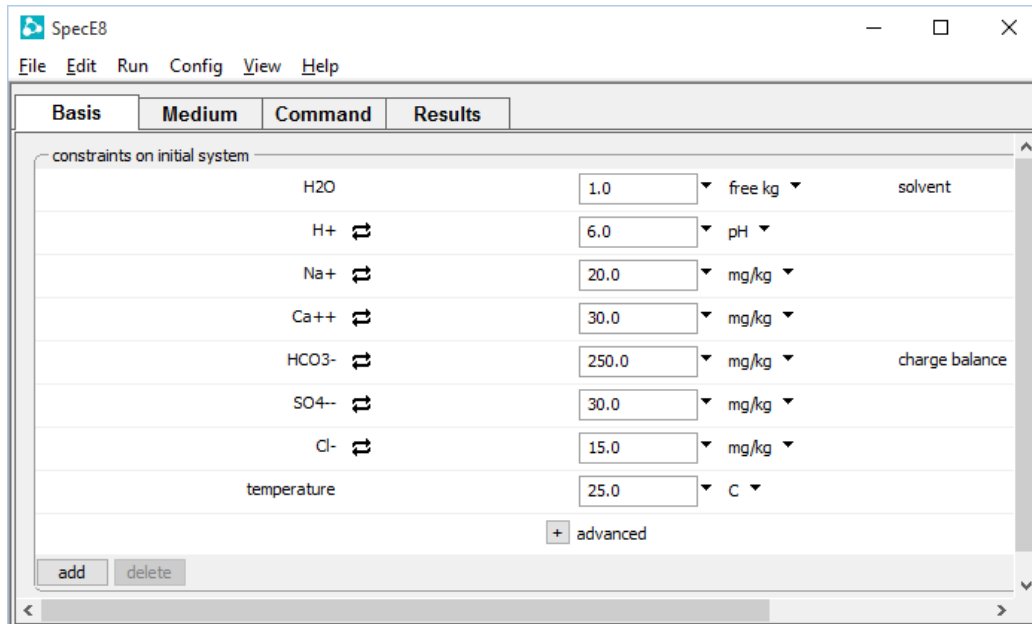 SpecE8
File Edit Run Config View Help
Basis Medium Command Results
constraints on initial system
H2O 1.0 free kg solvent
H+ 6.0 pH
Na+ 20.0 mg/kg
Ca++ 30.0 mg/kg
HCO3- 250.0 mg/kg charge balance
SO4-- 30.0 mg/kg
Cl- 15.0 mg/kg
temperature 25.0 C
+ advanced
add delete